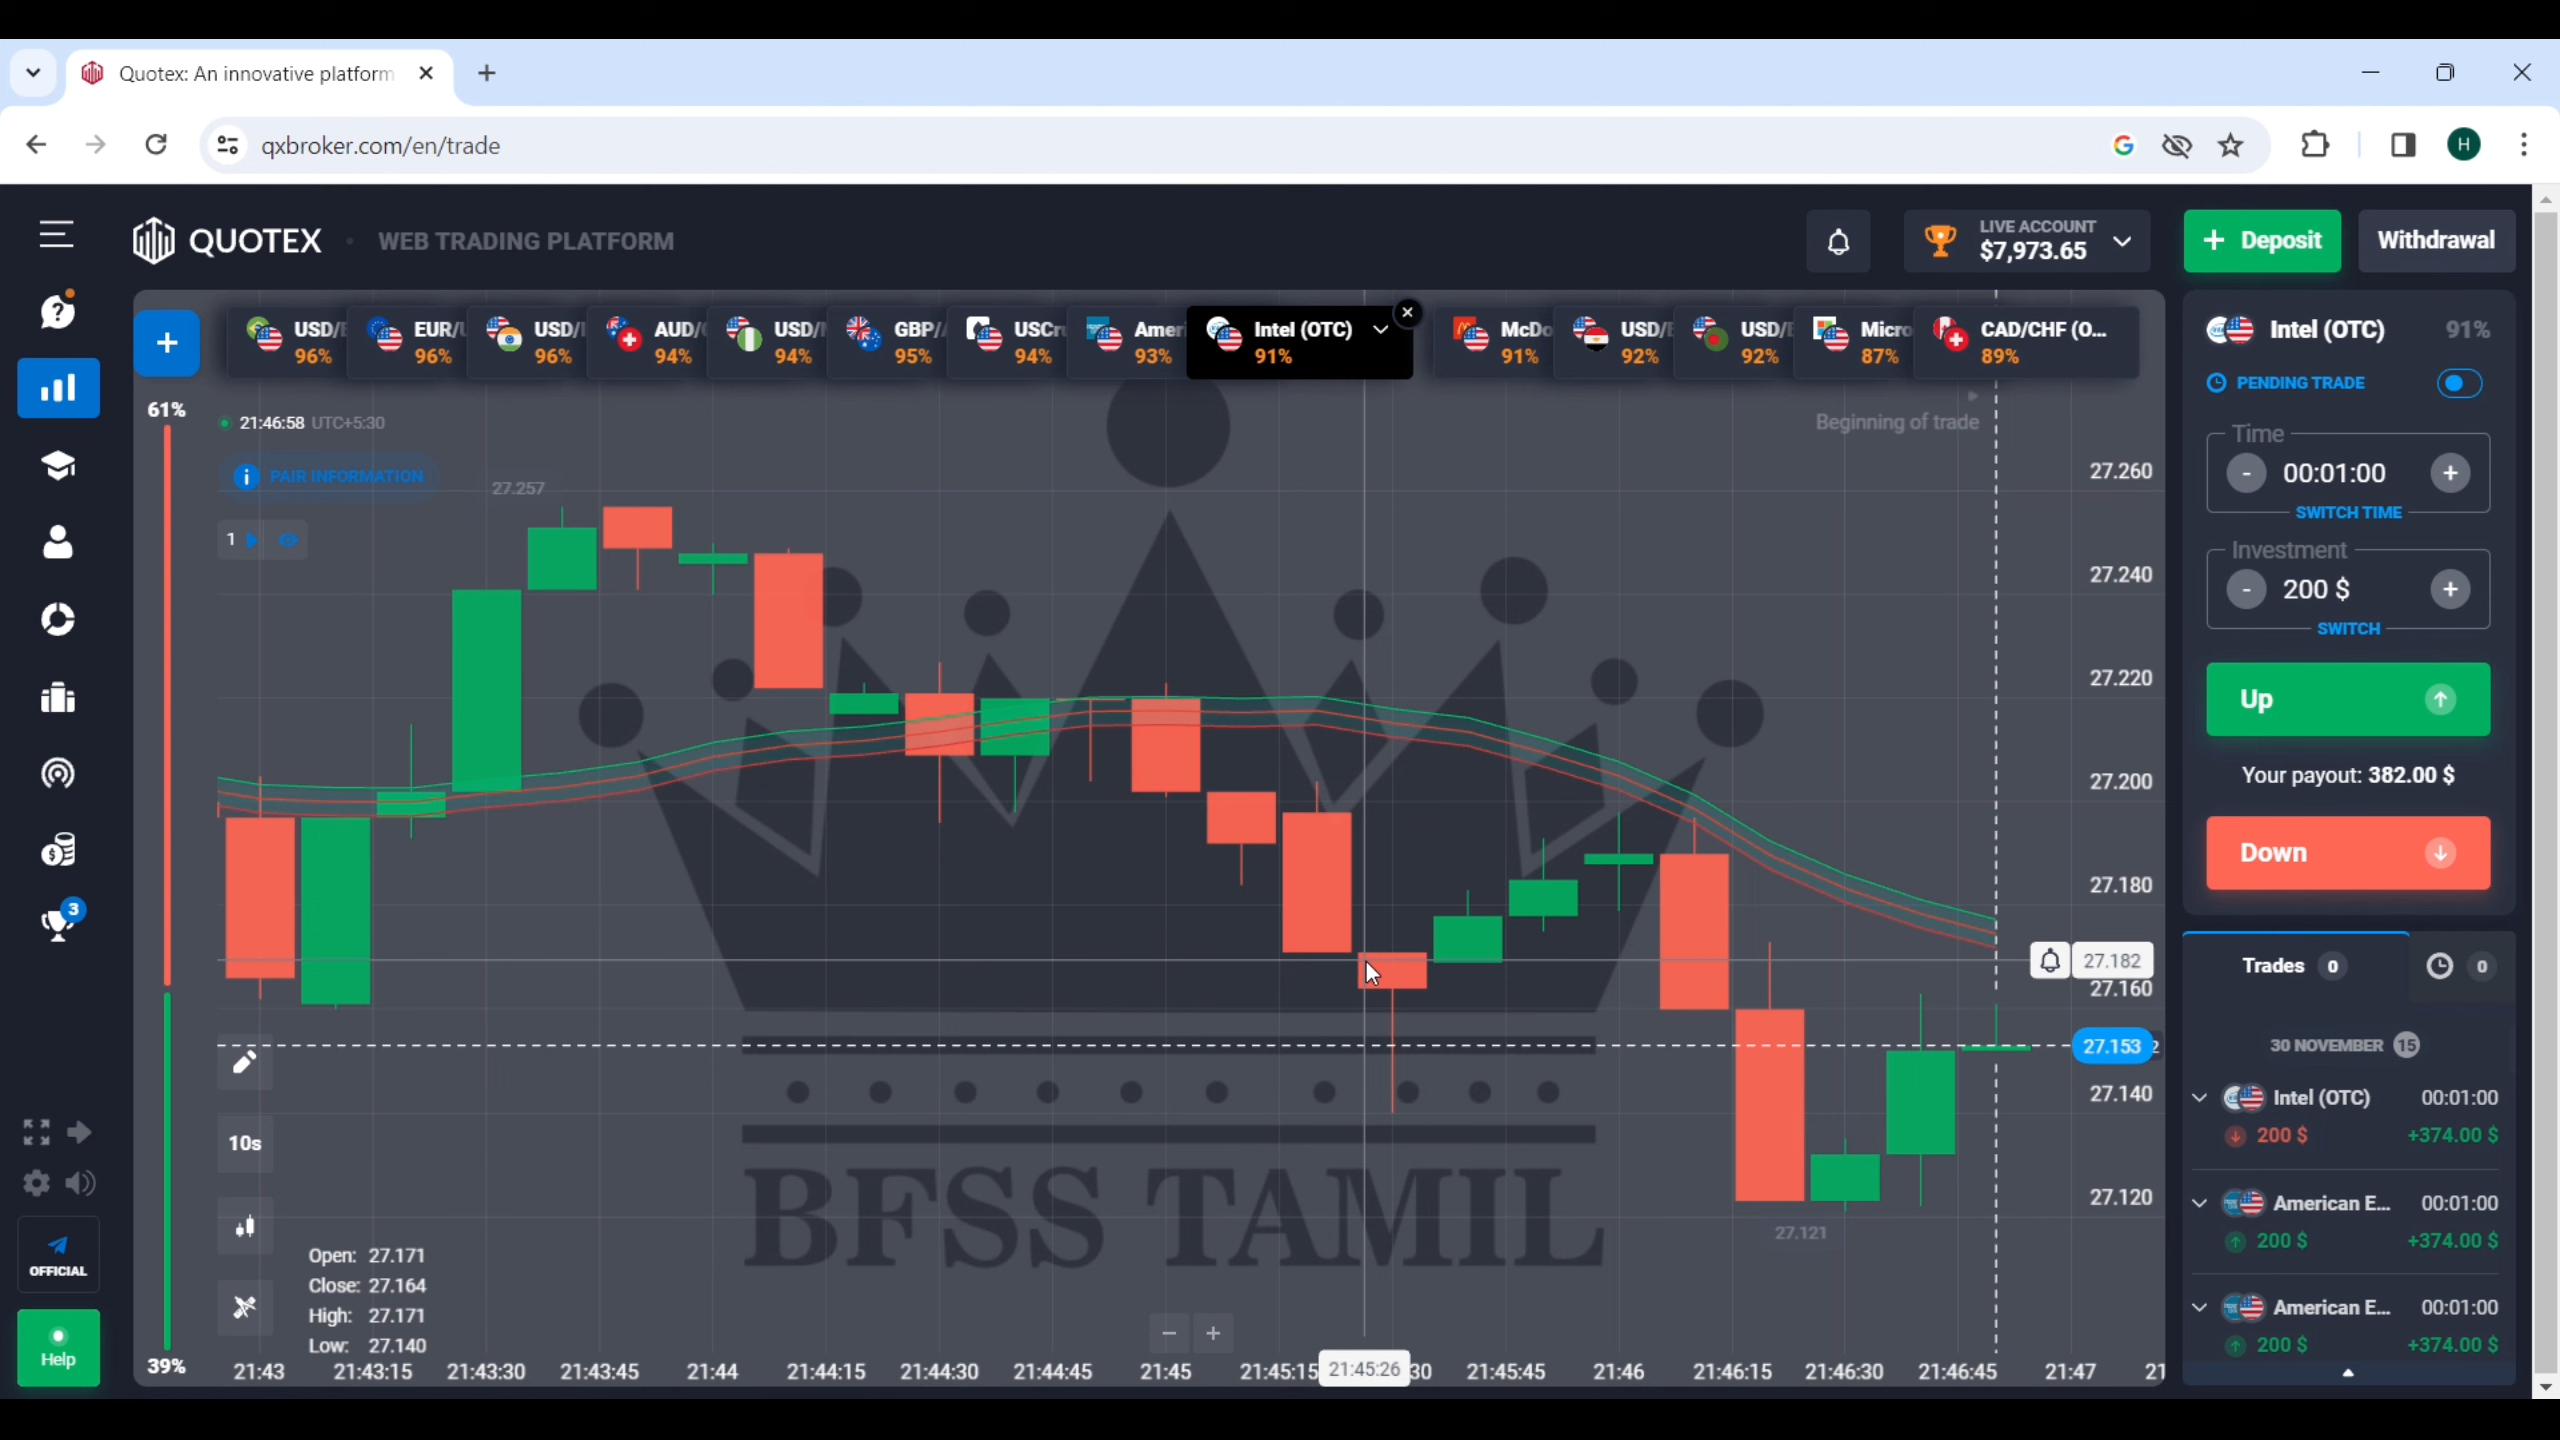 Quotex: An innovative platform
qxbroker.com/en/trade
H
QUOTEX
WEB TRADING PLATFORM
LIVE ACCOUNT
$7,973.65
+ Deposit
Withdrawal
USD/
96%
EUR/
96%
USD/
96%
AUD/
94%
USD/
94%
GBP/
95%
USCr
94%
Amer
93%
Intel (OTC)
91%
McDo
91%
USD/
92%
USD/
92%
Micro
87%
CAD/CHF (O...
89%
61%
21:46:58 UTC+5:30
PAIR INFORMATION
1
27.257
Beginning of trade
27.260
27.240
27.220
27.200
27.180
27.182
27.160
27.153
27.140
27.120
27.121
10s
BFSS TAMIL
Open: 27.171
Close: 27.164
High: 27.171
Low: 27.140
39%
21:43
21:43:15
21:43:30
21:43:45
21:44
21:44:15
21:44:30
21:44:45
21:45
21:45:15
21:45:26
30
21:45:45
21:46
21:46:15
21:46:30
21:46:45
21:47
21
3
OFFICIAL
Help
Intel (OTC) 91%
PENDING TRADE
Time
- 00:01:00 +
SWITCH TIME
Investment
- 200 $ +
SWITCH
Up
Your payout: 382.00 $
Down
Trades 0
0
30 NOVEMBER 15
Intel (OTC) 00:01:00
200 $ +374.00 $
American E... 00:01:00
200 $ +374.00 $
American E... 00:01:00
200 $ +374.00 $